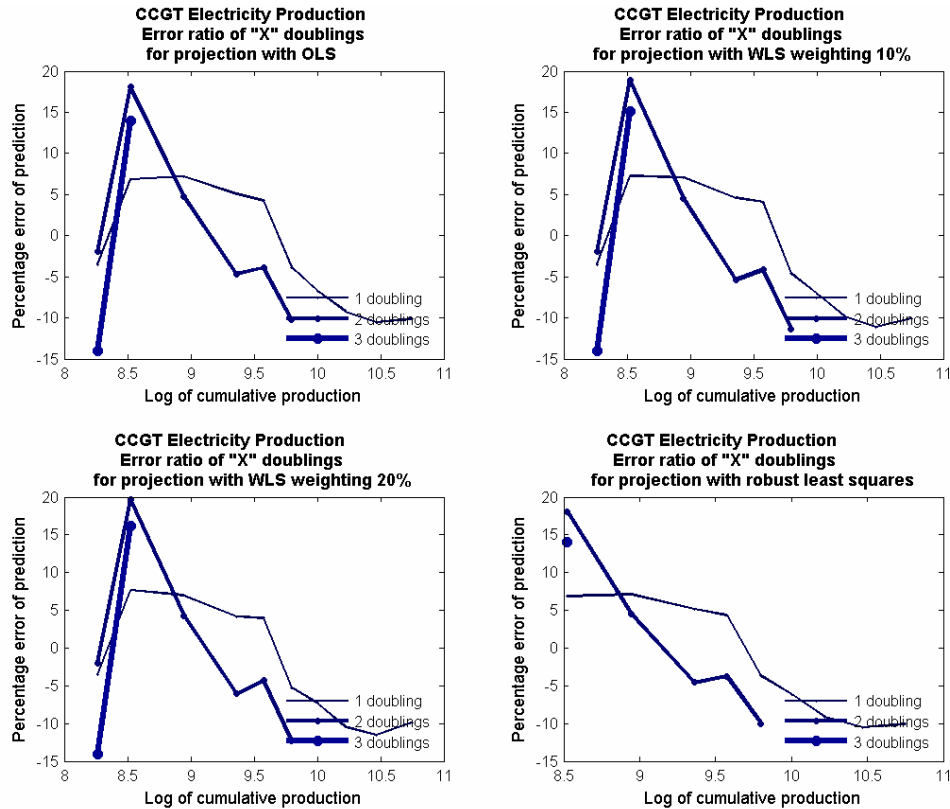 CCGT Electricity Production
Error ratio of "X" doublings
for projection with OLS
20
15
10
5
0
-5
-10
-15
Percentage error of prediction
1 doubling
2 doublings
3 doublings
8
8.5
9
9.5
10
10.5
11
Log of cumulative production
CCGT Electricity Production
Error ratio of "X" doublings
for projection with WLS weighting 10%
20
15
10
5
0
-5
-10
-15
Percentage error of prediction
1 doubling
2 doublings
3 doublings
8
8.5
9
9.5
10
10.5
11
Log of cumulative production
CCGT Electricity Production
Error ratio of "X" doublings
for projection with WLS weighting 20%
20
15
10
5
0
-5
-10
-15
Percentage error of prediction
1 doubling
2 doublings
3 doublings
8
8.5
9
9.5
10
10.5
11
Log of cumulative production
CCGT Electricity Production
Error ratio of "X" doublings
for projection with robust least squares
20
15
10
5
0
-5
-10
-15
Percentage error of prediction
1 doubling
2 doublings
3 doublings
8.5
9
9.5
10
10.5
11
Log of cumulative production